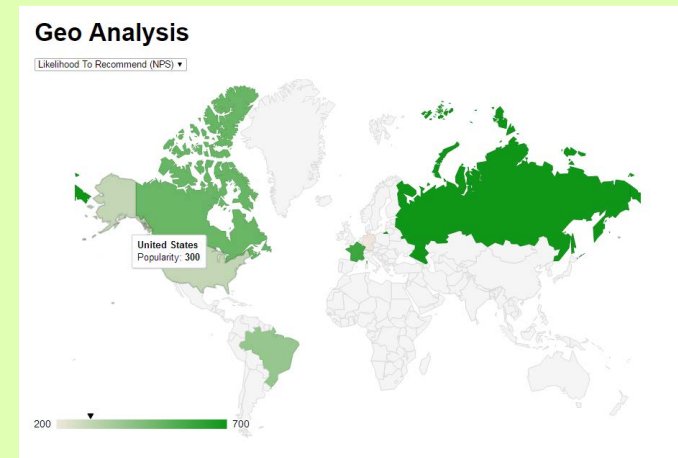 Geo Analysis
Likelihood To Recommend (NPS) ▾
United States
Popularity: 300
200
700